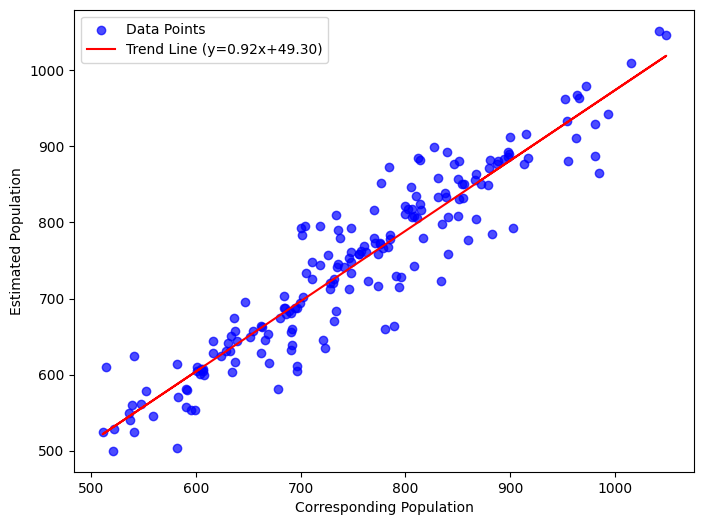 Data Points
Trend Line (y=0.92x+49.30)
1000
900
800
700
600
500
Estimated Population
500 600 700 800 900 1000
Corresponding Population